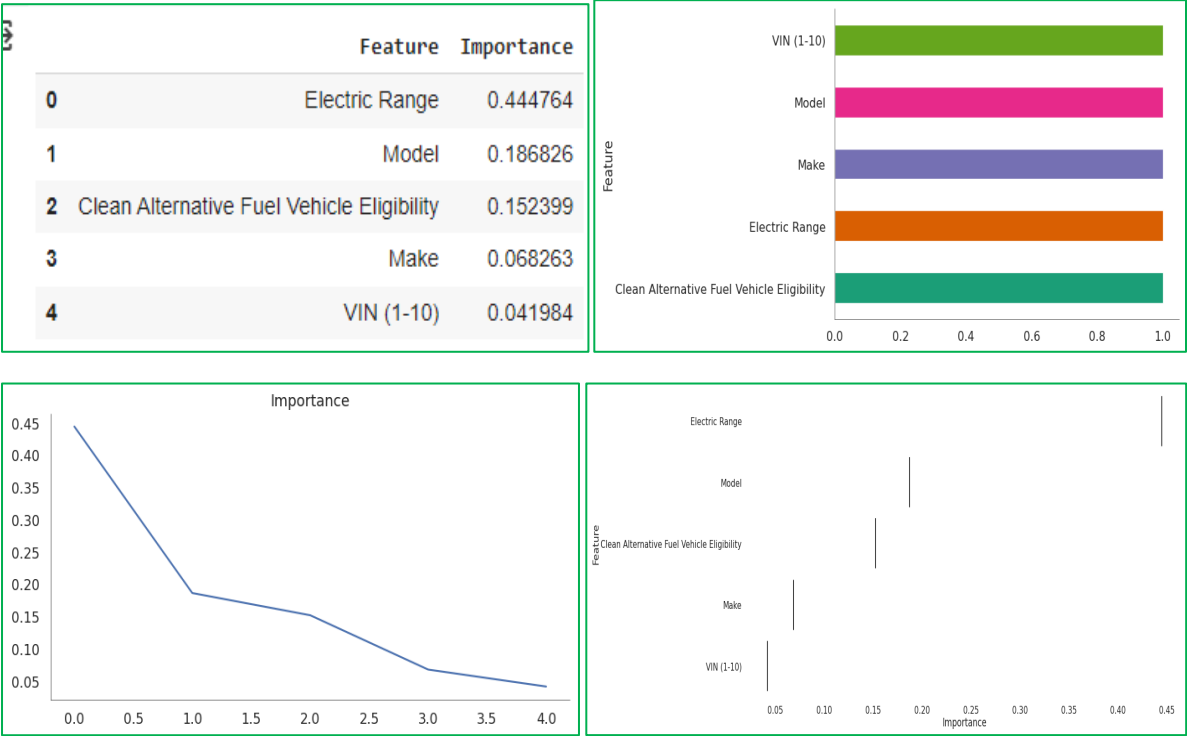 Feature Importance
0 Electric Range 0.444764
1 Model 0.186826
2 Clean Alternative Fuel Vehicle Eligibility 0.152399
3 Make 0.068263
4 VIN (1-10) 0.041984
Feature
VIN (1-10)
Model
Make
Electric Range
Clean Alternative Fuel Vehicle Eligibility
0.0 0.2 0.4 0.6 0.8 1.0
Importance
0.45
0.40
0.35
0.30
0.25
0.20
0.15
0.10
0.05
0.0 0.5 1.0 1.5 2.0 2.5 3.0 3.5 4.0
Feature
Electric Range
Model
Clean Alternative Fuel Vehicle Eligibility
Make
VIN (1-10)
0.05 0.10 0.15 0.20 0.25 0.30 0.35 0.40 0.45
Importance